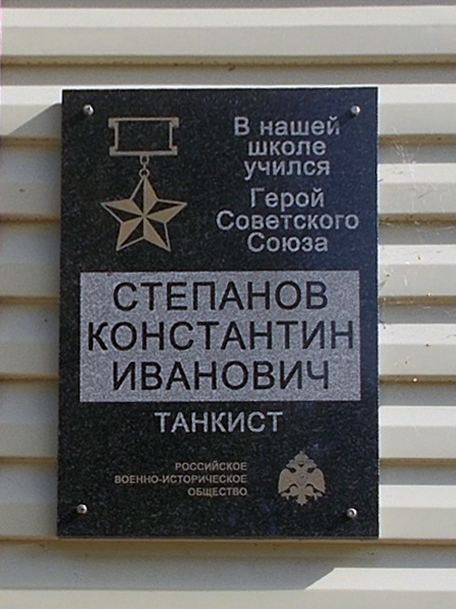 В нашей
школе
учился
Герой
Советского
Союза
СТЕПАНОВ
КОНСТАНТИН
ИВАНОВИЧ
ТАНКИСТ
РОССИЙСКОЕ
ВОЕННО-ИСТОРИЧЕСКОЕ
ОБЩЕСТВО